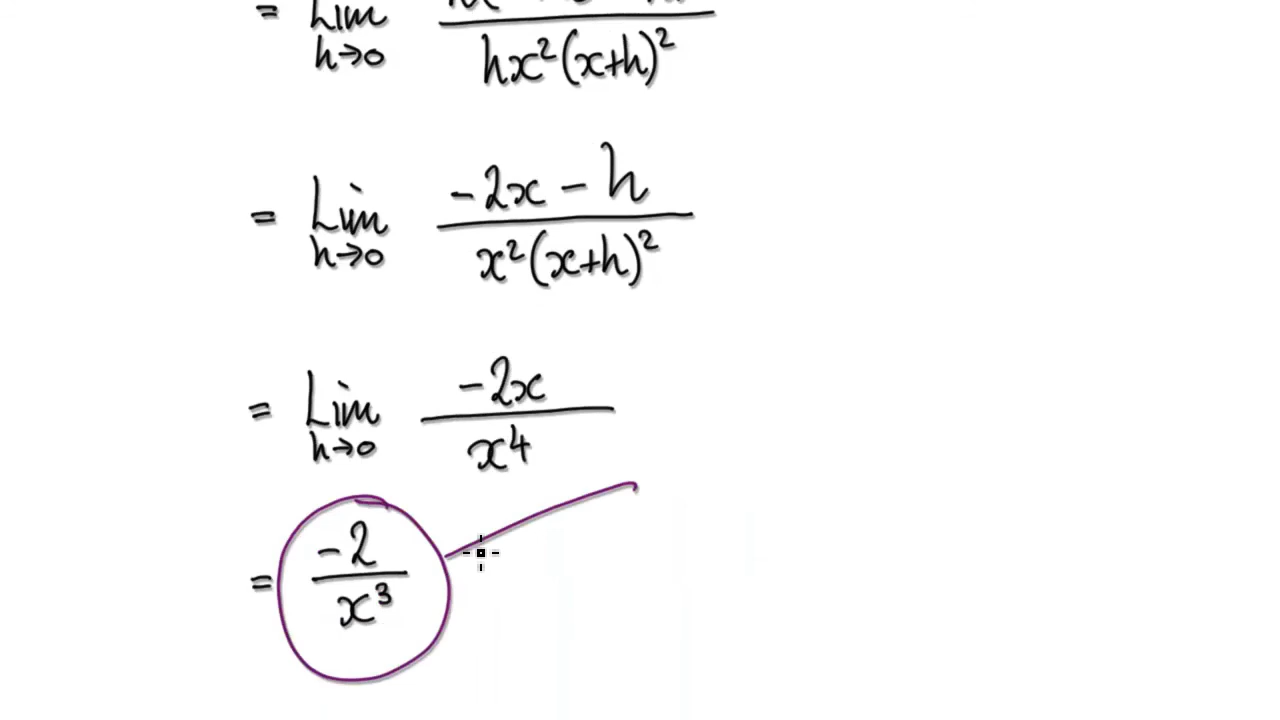 = Lim
h→0 hx²(x+h)²
= Lim -2x - h
h→0 x²(x+h)²
= Lim -2x
h→0 x⁴
= -2
x³